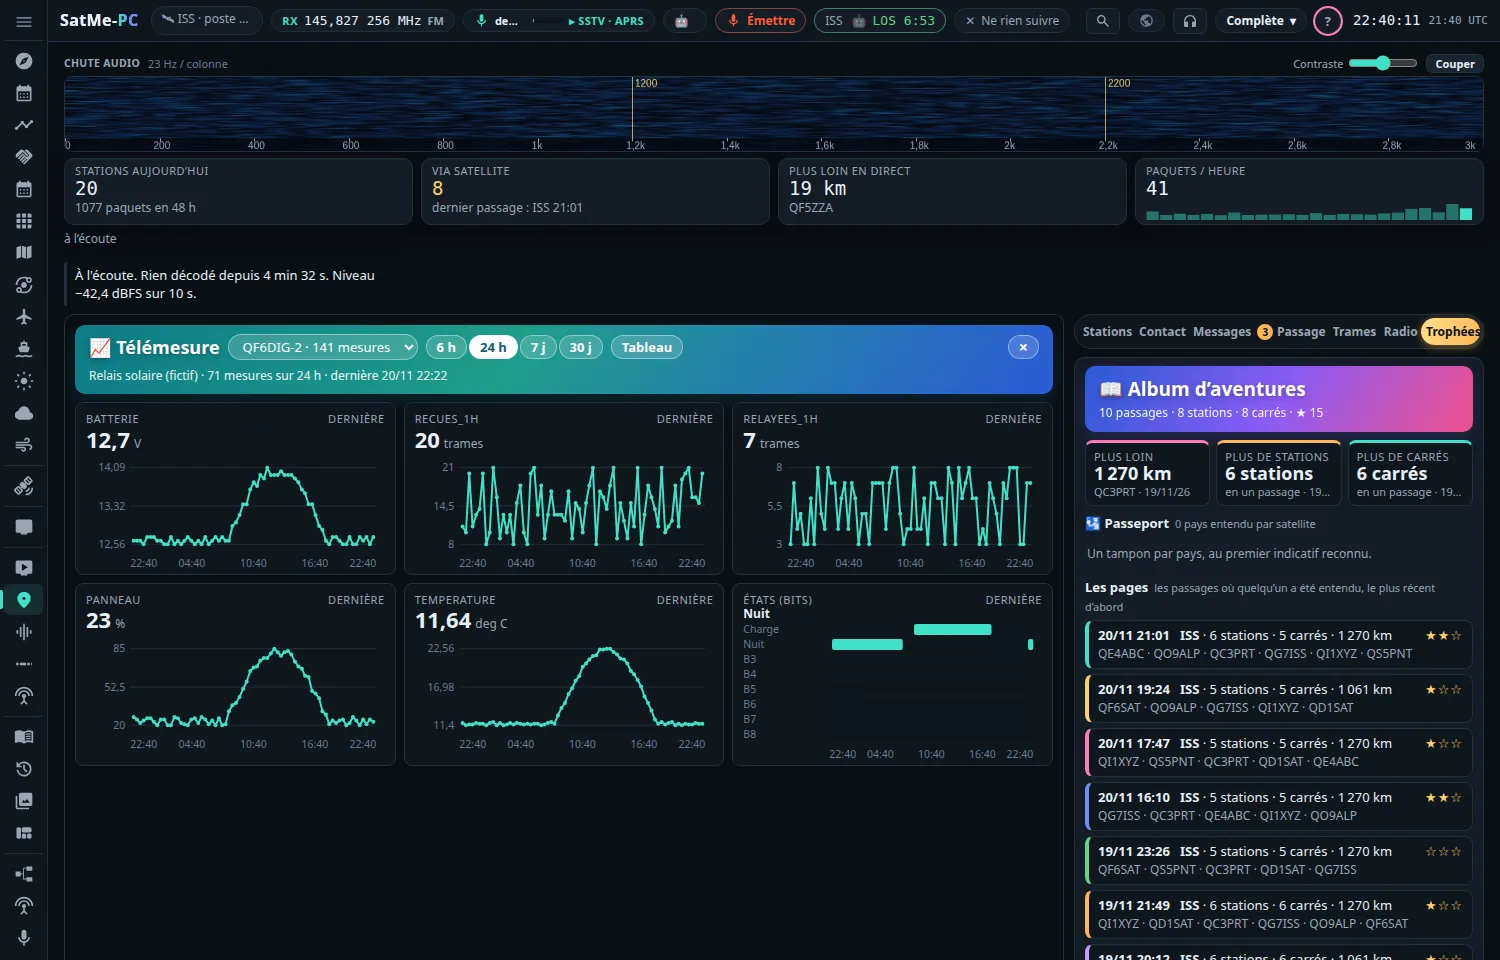 SatMe-PC
ISS · poste ...
RX 145,827 256 MHz FM
de...
▸ SSTV · APRS
Émettre
ISS LOS 6:53
✕ Ne rien suivre
Complète ▾
?
22:40:11 21:40 UTC
CHUTE AUDIO 23 Hz / colonne
Contraste
Couper
1200
2200
0 200 400 600 800 1k 1,2k 1,4k 1,6k 1,8k 2k 2,2k 2,4k 2,6k 2,8k 3k
STATIONS AUJOURD'HUI
20
1077 paquets en 48 h
VIA SATELLITE
8
dernier passage : ISS 21:01
PLUS LOIN EN DIRECT
19 km
QF5ZZA
PAQUETS / HEURE
41
à l'écoute
À l'écoute. Rien décodé depuis 4 min 32 s. Niveau
−42,4 dBFS sur 10 s.
Télémesure
QF6DIG-2 · 141 mesures
6 h 24 h 7 j 30 j Tableau ×
Relais solaire (fictif) · 71 mesures sur 24 h · dernière 20/11 22:22
BATTERIE DERNIÈRE
12,7 V
14,09
13,32
12,56
22:40 04:40 10:40 16:40 22:40
RECUES_1H DERNIÈRE
20 trames
21
14,5
8
22:40 04:40 10:40 16:40 22:40
RELAYEES_1H DERNIÈRE
7 trames
8
5,5
3
22:40 04:40 10:40 16:40 22:40
PANNEAU DERNIÈRE
23 %
85
52,5
20
22:40 04:40 10:40 16:40 22:40
TEMPERATURE DERNIÈRE
11,64 deg C
22,56
16,98
11,4
22:40 04:40 10:40 16:40 22:40
ÉTATS (BITS) DERNIÈRE
Nuit
Charge
Nuit
B3
B4
B5
B6
B7
B8
22:40 04:40 10:40 16:40 22:40
Stations Contact Messages 3 Passage Trames Radio Trophées
Album d’aventures
10 passages · 8 stations · 8 carrés · ★ 15
PLUS LOIN
1 270 km
QC3PRT · 19/11/26
PLUS DE STATIONS
6 stations
en un passage · 19...
PLUS DE CARRÉS
6 carrés
en un passage · 19...
Passeport 0 pays entendu par satellite
Un tampon par pays, au premier indicatif reconnu.
Les pages les passages où quelqu'un a été entendu, le plus récent
d'abord
20/11 21:01 ISS · 6 stations · 5 carrés · 1 270 km ★★☆
QE4ABC · QO9ALP · QC3PRT · QG7ISS · QI1XYZ · QS5PNT
20/11 19:24 ISS · 5 stations · 5 carrés · 1 061 km ★☆☆
QF6SAT · QO9ALP · QG7ISS · QI1XYZ · QD1SAT
20/11 17:47 ISS · 5 stations · 5 carrés · 1 270 km ★☆☆
QI1XYZ · QS5PNT · QC3PRT · QD1SAT · QE4ABC
20/11 16:10 ISS · 5 stations · 5 carrés · 1 270 km ★★☆
QG7ISS · QC3PRT · QE4ABC · QI1XYZ · QO9ALP
19/11 23:26 ISS · 5 stations · 5 carrés · 1 270 km ☆☆☆
QF6SAT · QS5PNT · QC3PRT · QD1SAT · QG7ISS
19/11 21:49 ISS · 6 stations · 6 carrés · 1 270 km ★☆☆
QI1XYZ · QD1SAT · QC3PRT · QG7ISS · QO9ALP · QF6SAT
19/11 20:12 ISS · 6 stations · 6 carrés · 1 061 km ★☆☆